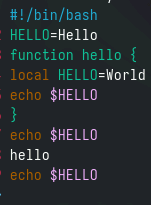 #!/bin/bash
HELLO=Hello
function hello {
local HELLO=World
echo $HELLO
}
echo $HELLO
hello
echo $HELLO